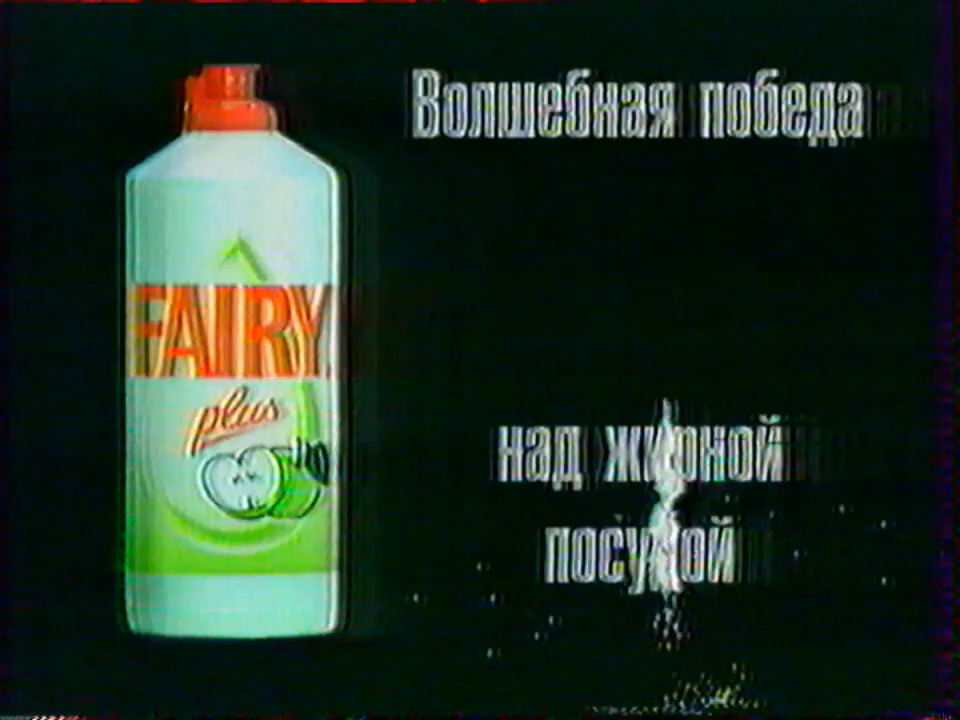 Волшебная победа
FAIRY
plus
над жирной
посудой